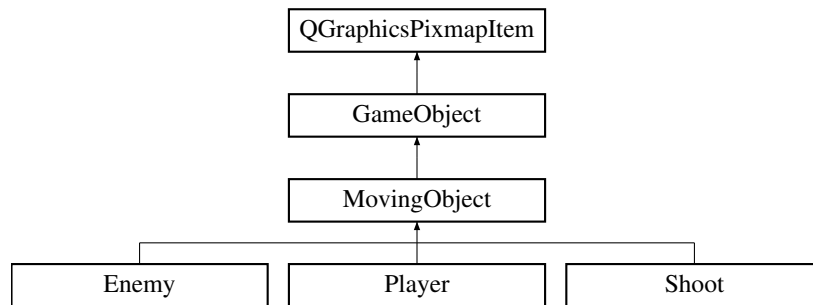 QGraphicsPixmapItem
GameObject
MovingObject
Enemy
Player
Shoot